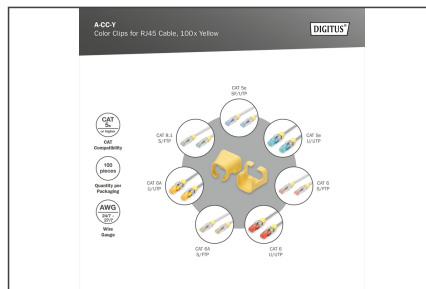 A-CC-Y
Color Clips for RJ45 Cable, 100x Yellow
DIGITUS®
CAT 5e
SF/UTP
CAT
5e
or higher
CAT
Compatibility
CAT 8.1
S/FTP
CAT 5e
U/UTP
100
pieces
Quantity per
Packaging
CAT 6A
U/UTP
CAT 6
S/FTP
AWG
24/7 -
27/7
Wire
Gauge
CAT 6A
S/FTP
CAT 6
U/UTP